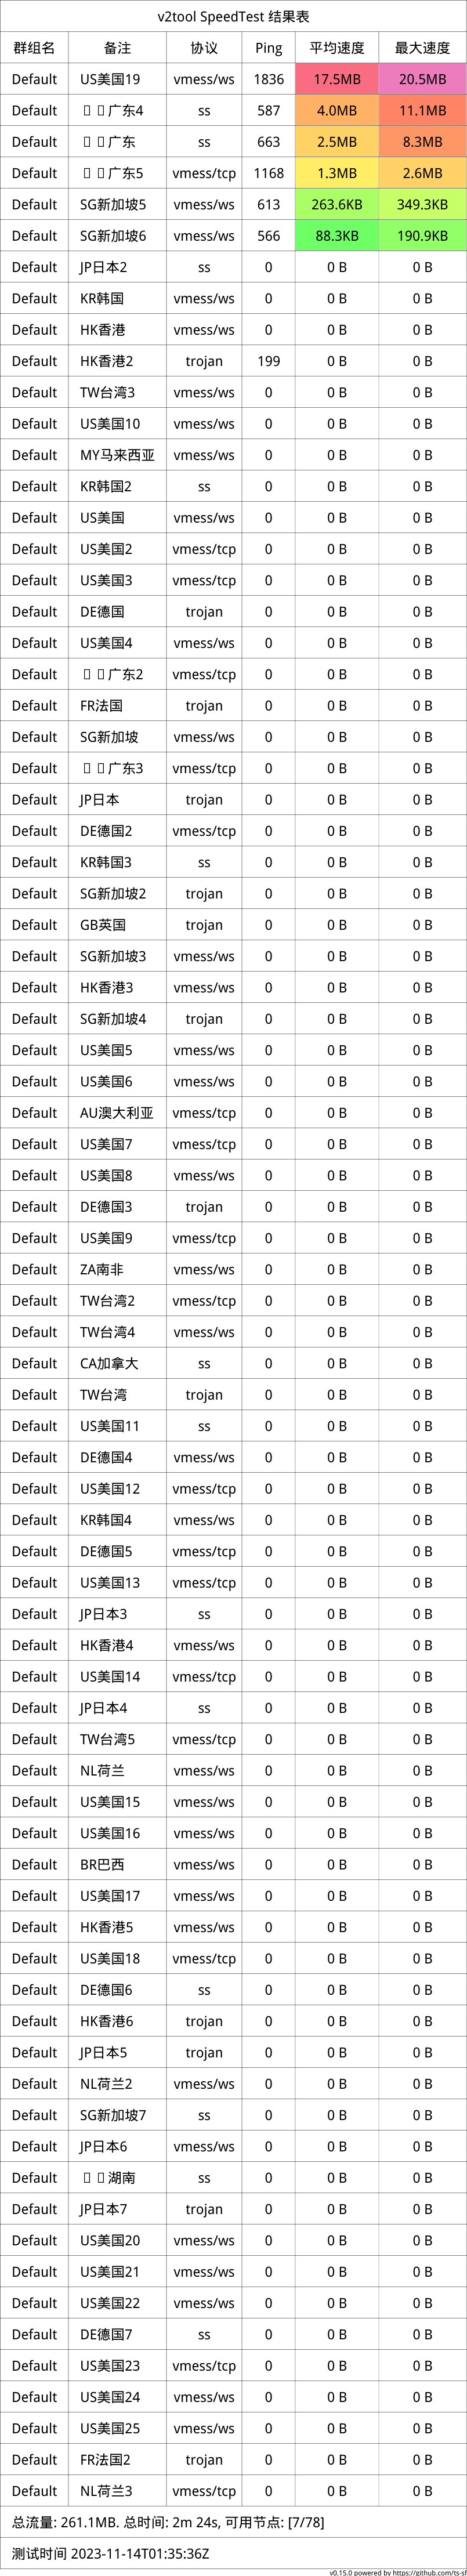 v2tool SpeedTest 结果表
群组名 备注 协议 Ping 平均速度 最大速度
Default US美国19 vmess/ws 1836 17.5MB 20.5MB
Default 广东4 ss 587 4.0MB 11.1MB
Default 广东 ss 663 2.5MB 8.3MB
Default 广东5 vmess/tcp 1168 1.3MB 2.6MB
Default SG新加坡5 vmess/ws 613 263.6KB 349.3KB
Default SG新加坡6 vmess/ws 566 88.3KB 190.9KB
Default JP日本2 ss 0 0 B 0 B
Default KR韩国 vmess/ws 0 0 B 0 B
Default HK香港 vmess/ws 0 0 B 0 B
Default HK香港2 trojan 199 0 B 0 B
Default TW台湾3 vmess/ws 0 0 B 0 B
Default US美国10 vmess/ws 0 0 B 0 B
Default MY马来西亚 vmess/ws 0 0 B 0 B
Default KR韩国2 ss 0 0 B 0 B
Default US美国 vmess/ws 0 0 B 0 B
Default US美国2 vmess/tcp 0 0 B 0 B
Default US美国3 vmess/tcp 0 0 B 0 B
Default DE德国 trojan 0 0 B 0 B
Default US美国4 vmess/ws 0 0 B 0 B
Default 广东2 vmess/tcp 0 0 B 0 B
Default FR法国 trojan 0 0 B 0 B
Default SG新加坡 vmess/ws 0 0 B 0 B
Default 广东3 vmess/tcp 0 0 B 0 B
Default JP日本 trojan 0 0 B 0 B
Default DE德国2 vmess/tcp 0 0 B 0 B
Default KR韩国3 ss 0 0 B 0 B
Default SG新加坡2 trojan 0 0 B 0 B
Default GB英国 trojan 0 0 B 0 B
Default SG新加坡3 vmess/ws 0 0 B 0 B
Default HK香港3 vmess/ws 0 0 B 0 B
Default SG新加坡4 trojan 0 0 B 0 B
Default US美国5 vmess/ws 0 0 B 0 B
Default US美国6 vmess/ws 0 0 B 0 B
Default AU澳大利亚 vmess/tcp 0 0 B 0 B
Default US美国7 vmess/tcp 0 0 B 0 B
Default US美国8 vmess/ws 0 0 B 0 B
Default DE德国3 trojan 0 0 B 0 B
Default US美国9 vmess/tcp 0 0 B 0 B
Default ZA南非 vmess/ws 0 0 B 0 B
Default TW台湾2 vmess/tcp 0 0 B 0 B
Default TW台湾4 vmess/ws 0 0 B 0 B
Default CA加拿大 ss 0 0 B 0 B
Default TW台湾 trojan 0 0 B 0 B
Default US美国11 ss 0 0 B 0 B
Default DE德国4 vmess/ws 0 0 B 0 B
Default US美国12 vmess/tcp 0 0 B 0 B
Default KR韩国4 vmess/ws 0 0 B 0 B
Default DE德国5 vmess/tcp 0 0 B 0 B
Default US美国13 vmess/tcp 0 0 B 0 B
Default JP日本3 ss 0 0 B 0 B
Default HK香港4 vmess/ws 0 0 B 0 B
Default US美国14 vmess/tcp 0 0 B 0 B
Default JP日本4 ss 0 0 B 0 B
Default TW台湾5 vmess/tcp 0 0 B 0 B
Default NL荷兰 vmess/ws 0 0 B 0 B
Default US美国15 vmess/ws 0 0 B 0 B
Default US美国16 vmess/ws 0 0 B 0 B
Default BR巴西 vmess/ws 0 0 B 0 B
Default US美国17 vmess/ws 0 0 B 0 B
Default HK香港5 vmess/ws 0 0 B 0 B
Default US美国18 vmess/tcp 0 0 B 0 B
Default DE德国6 ss 0 0 B 0 B
Default HK香港6 trojan 0 0 B 0 B
Default JP日本5 trojan 0 0 B 0 B
Default NL荷兰2 vmess/ws 0 0 B 0 B
Default SG新加坡7 ss 0 0 B 0 B
Default JP日本6 vmess/ws 0 0 B 0 B
Default 湖南 ss 0 0 B 0 B
Default JP日本7 trojan 0 0 B 0 B
Default US美国20 vmess/ws 0 0 B 0 B
Default US美国21 vmess/ws 0 0 B 0 B
Default US美国22 vmess/ws 0 0 B 0 B
Default DE德国7 ss 0 0 B 0 B
Default US美国23 vmess/tcp 0 0 B 0 B
Default US美国24 vmess/ws 0 0 B 0 B
Default US美国25 vmess/ws 0 0 B 0 B
Default FR法国2 trojan 0 0 B 0 B
Default NL荷兰3 vmess/tcp 0 0 B 0 B
总流量: 261.1MB. 总时间: 2m 24s, 可用节点: [7/78]
测试时间 2023-11-14T01:35:36Z
v0.15.0 powered by https://github.com/ts-sf